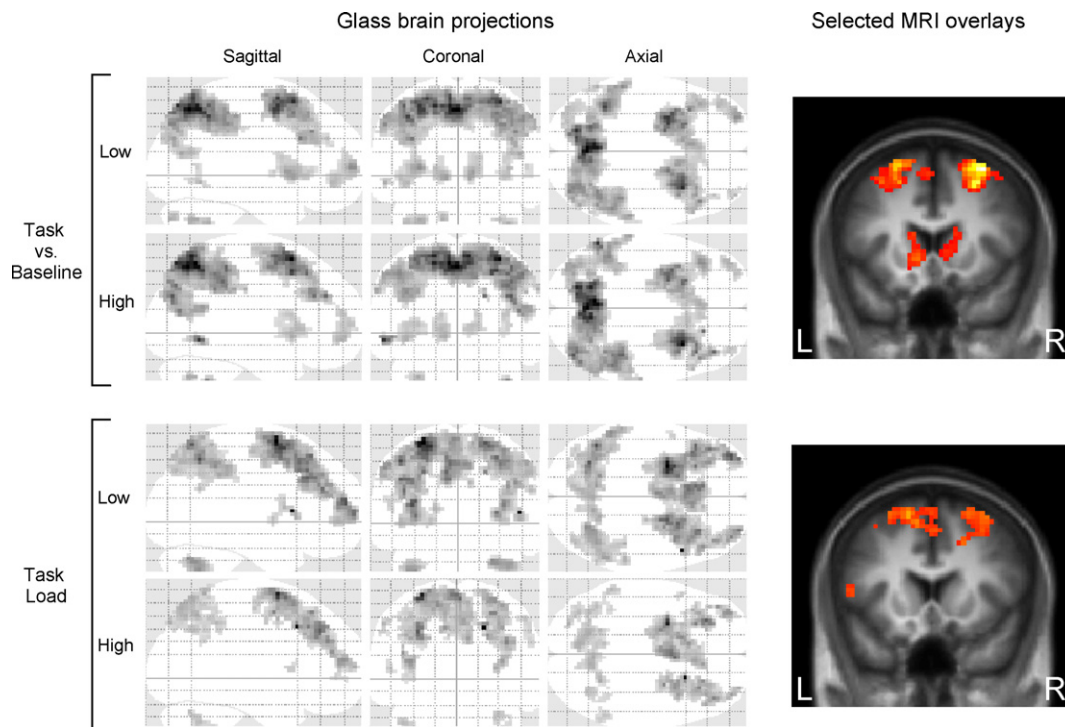 Glass brain projections
Selected MRI overlays
Sagittal
Coronal
Axial
Low
Task
vs.
Baseline
High
L
R
Low
Task
Load
High
L
R